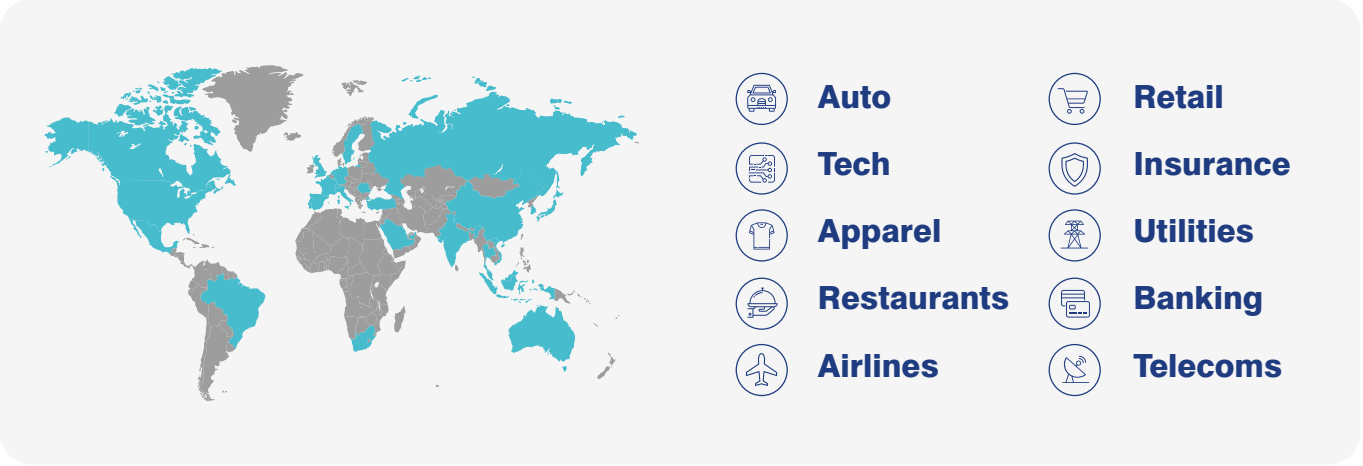 Auto
Tech
Apparel
Restaurants
Airlines
Retail
Insurance
Utilities
Banking
Telecoms